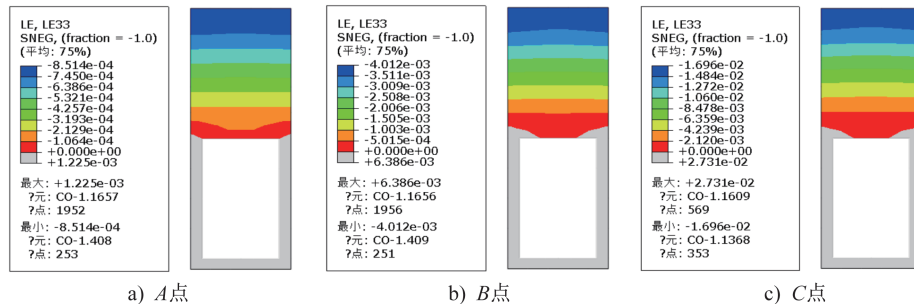 LE, LE33
SNEG, (fraction = -1.0)
(平均: 75%)
-8.514e-04
-7.450e-04
-6.386e-04
-5.321e-04
-4.257e-04
-3.193e-04
-2.129e-04
-1.064e-04
+0.000e+00
+1.225e-03
最大: +1.225e-03
?元: CO-1.1657
?点: 1952
最小: -8.514e-04
?元: CO-1.408
?点: 253
a) A点
LE, LE33
SNEG, (fraction = -1.0)
(平均: 75%)
-4.012e-03
-3.511e-03
-3.009e-03
-2.508e-03
-2.006e-03
-1.505e-03
-1.003e-03
-5.015e-04
+0.000e+00
+6.386e-03
最大: +6.386e-03
?元: CO-1.1656
?点: 1956
最小: -4.012e-03
?元: CO-1.409
?点: 251
b) B点
LE, LE33
SNEG, (fraction = -1.0)
(平均: 75%)
-1.696e-02
-1.484e-02
-1.272e-02
-1.060e-02
-8.478e-03
-6.359e-03
-4.239e-03
-2.120e-03
+0.000e+00
+2.731e-02
最大: +2.731e-02
?元: CO-1.1609
?点: 569
最小: -1.696e-02
?元: CO-1.1368
?点: 353
c) C点